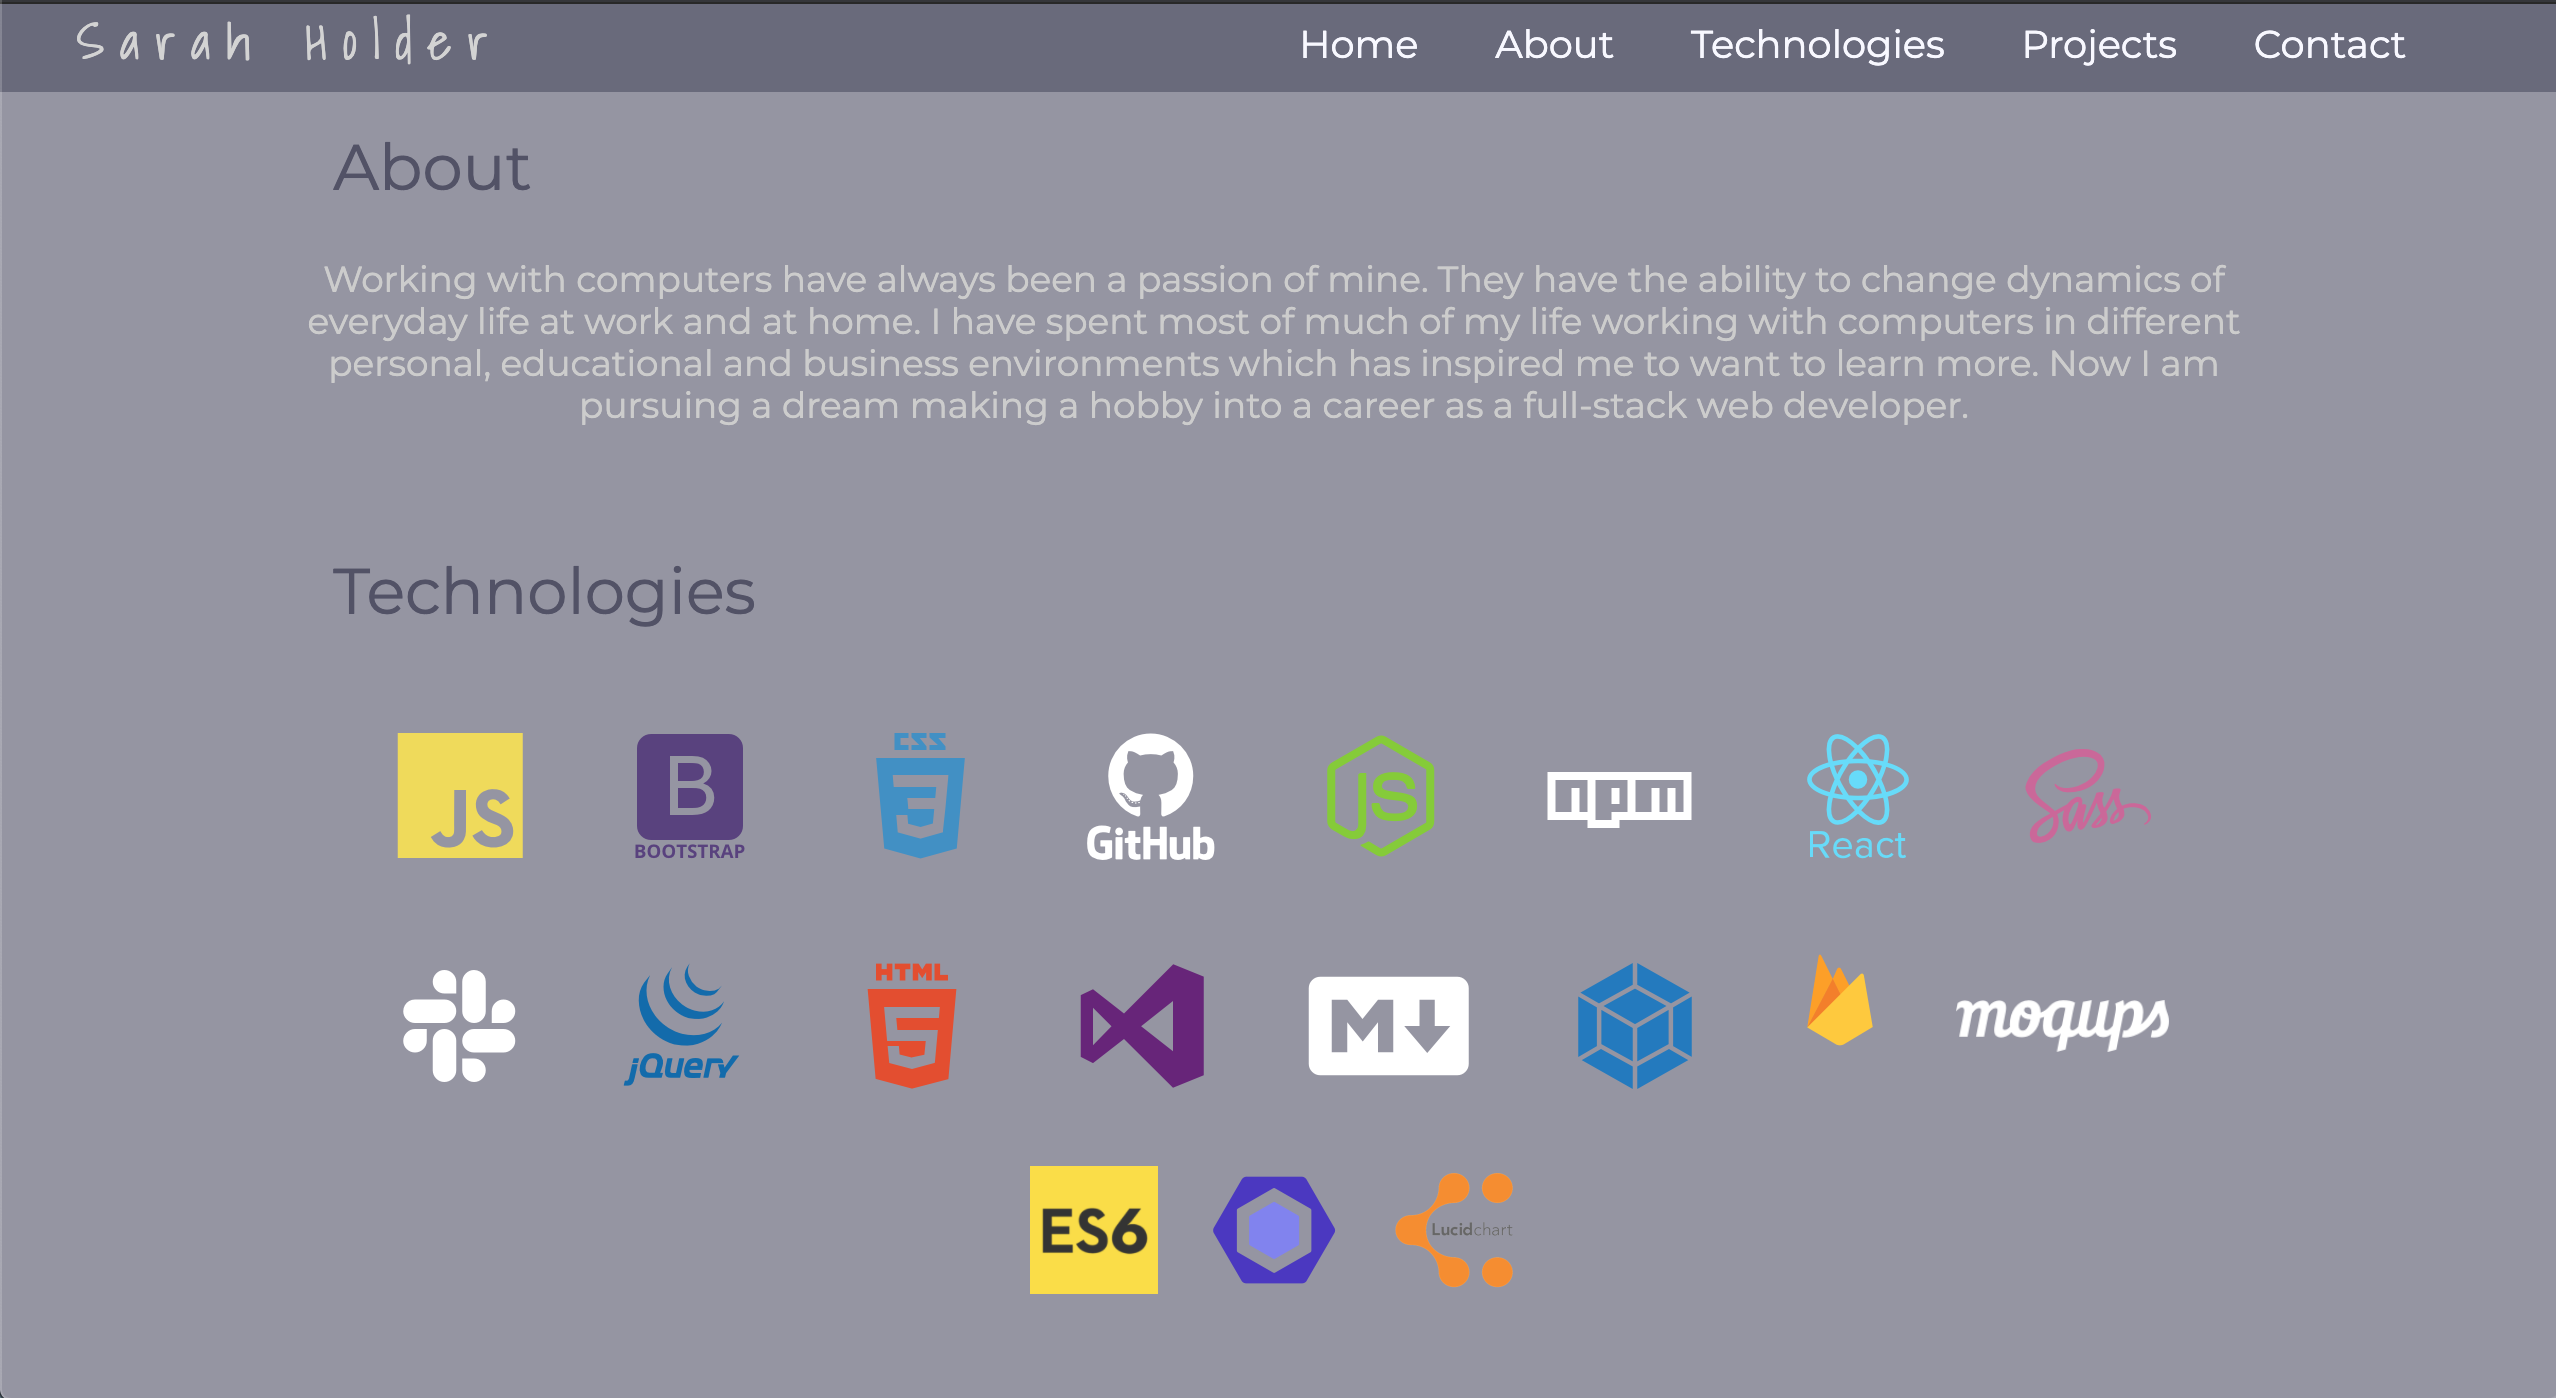 Sarah Holder
Home About Technologies Projects Contact
About
Working with computers have always been a passion of mine. They have the ability to change dynamics of
everyday life at work and at home. I have spent most of much of my life working with computers in different
personal, educational and business environments which has inspired me to want to learn more. Now I am
pursuing a dream making a hobby into a career as a full-stack web developer.
Technologies
JS
B
BOOTSTRAP
CSS
3
GitHub
JS
npm
React
Sass
jQuery
HTML
5
M
moqups
ES6
Lucidchart